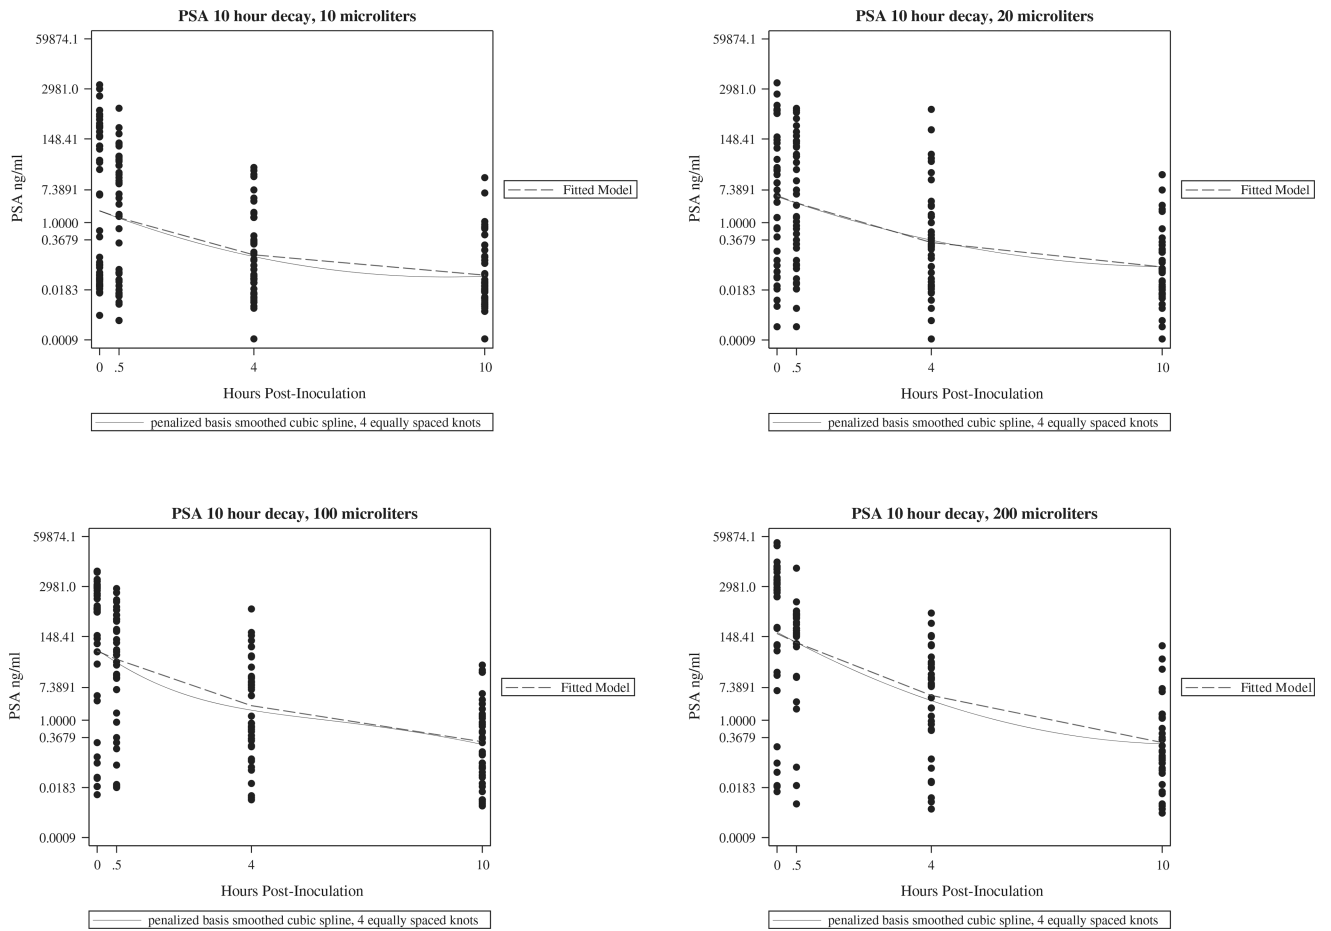 PSA 10 hour decay, 10 microliters
59874.1
2981.0
148.41
7.3891
1.0000
0.3679
0.0183
0.0009
PSA ng/ml
0 .5 4 10
Hours Post-Inoculation
Fitted Model
penalized basis smoothed cubic spline, 4 equally spaced knots
PSA 10 hour decay, 20 microliters
59874.1
2981.0
148.41
7.3891
1.0000
0.3679
0.0183
0.0009
PSA ng/ml
0 .5 4 10
Hours Post-Inoculation
Fitted Model
penalized basis smoothed cubic spline, 4 equally spaced knots
PSA 10 hour decay, 100 microliters
59874.1
2981.0
148.41
7.3891
1.0000
0.3679
0.0183
0.0009
PSA ng/ml
0 .5 4 10
Hours Post-Inoculation
Fitted Model
penalized basis smoothed cubic spline, 4 equally spaced knots
PSA 10 hour decay, 200 microliters
59874.1
2981.0
148.41
7.3891
1.0000
0.3679
0.0183
0.0009
PSA ng/ml
0 .5 4 10
Hours Post-Inoculation
Fitted Model
penalized basis smoothed cubic spline, 4 equally spaced knots